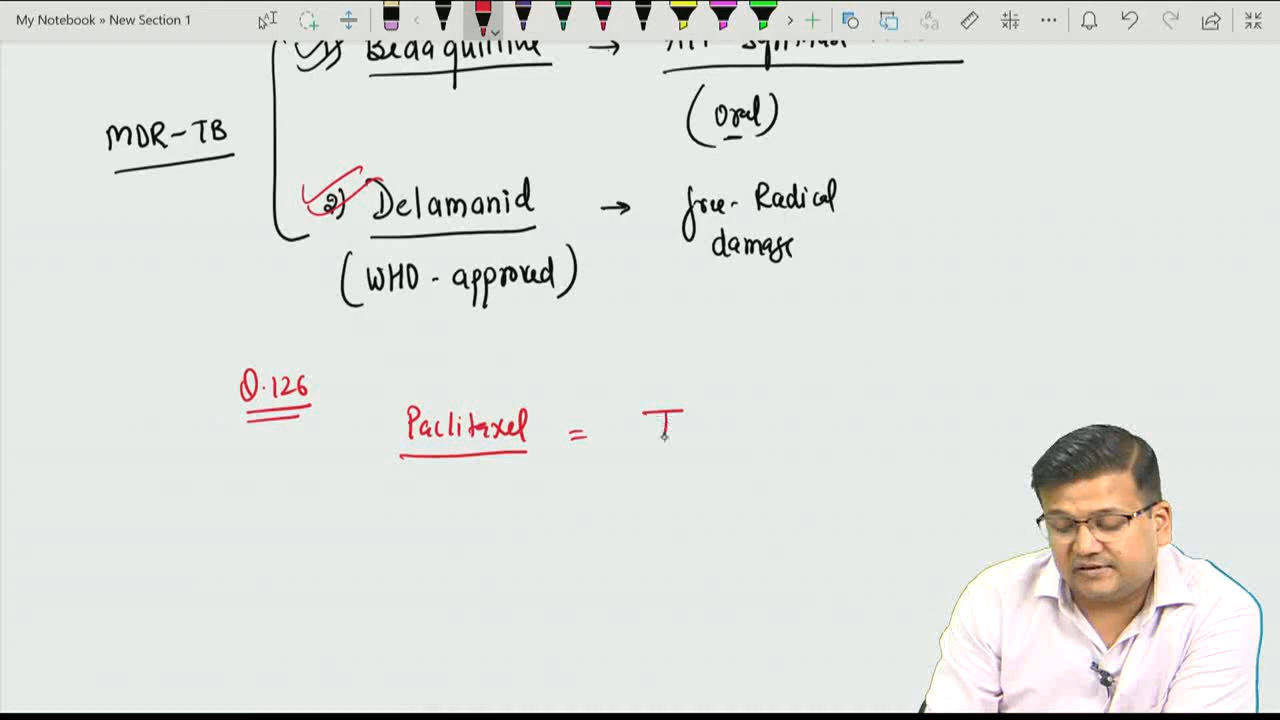 My Notebook » New Section 1
Bedaquiline →
(Oral)
MDR-TB
2) Delamanid → free-Radical
damage
(WHO-approved)
Q.126
Paclitaxel = T